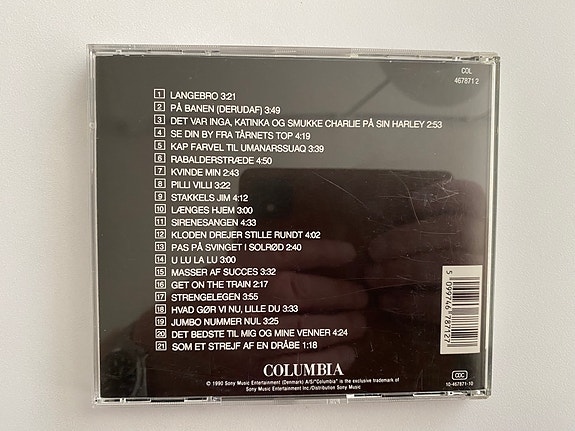 COL
467871 2
1 LANGEBRO 3:21
2 PÅ BANEN (DERUDAF) 3:49
3 DET VAR INGA, KATINKA OG SMUKKE CHARLIE PÅ SIN HARLEY 2:53
4 SE DIN BY FRA TÅRNETS TOP 4:19
5 KAP FARVEL TIL UMANARSSUAQ 3:39
6 RABALDERSTRÆDE 4:50
7 KVINDE MIN 2:43
8 PILLI VILLI 3:22
9 STAKKELS JIM 4:12
10 LÆNGES HJEM 3:00
11 SIRENESANGEN 4:33
12 KLODEN DREJER STILLE RUNDT 4:02
13 PAS PÅ SVINGET I SOLRØD 2:40
14 U LU LA LU 3:00
15 MASSER AF SUCCES 3:32
16 GET ON THE TRAIN 2:17
17 STRENGELEGEN 3:55
18 HVAD GØR VI NU, LILLE DU 3:33
19 JUMBO NUMMER NUL 3:25
20 DET BEDSTE TIL MIG OG MINE VENNER 4:24
21 SOM ET STREJF AF EN DRÅBE 1:18
5 099746 787127
COLUMBIA
© 1990 Sony Music Entertainment (Denmark) A/S/"Columbia" is the exclusive trademark of
Sony Music Entertainment Inc./Distribution Sony Music
CDC
10-467871-10